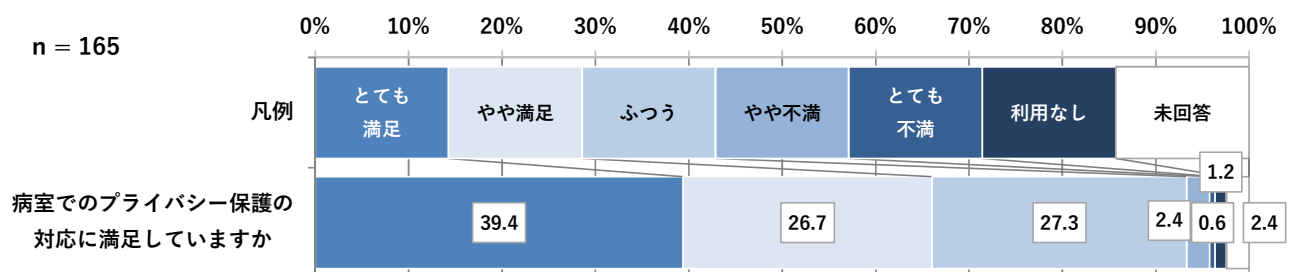 0% 10% 20% 30% 40% 50% 60% 70% 80% 90% 100%
n = 165
凡例
とても
満足
やや満足
ふつう
やや不満
とても
不満
利用なし
未回答
病室でのプライバシー保護の
対応に満足していますか
39.4
26.7
27.3
2.4
0.6
1.2
2.4